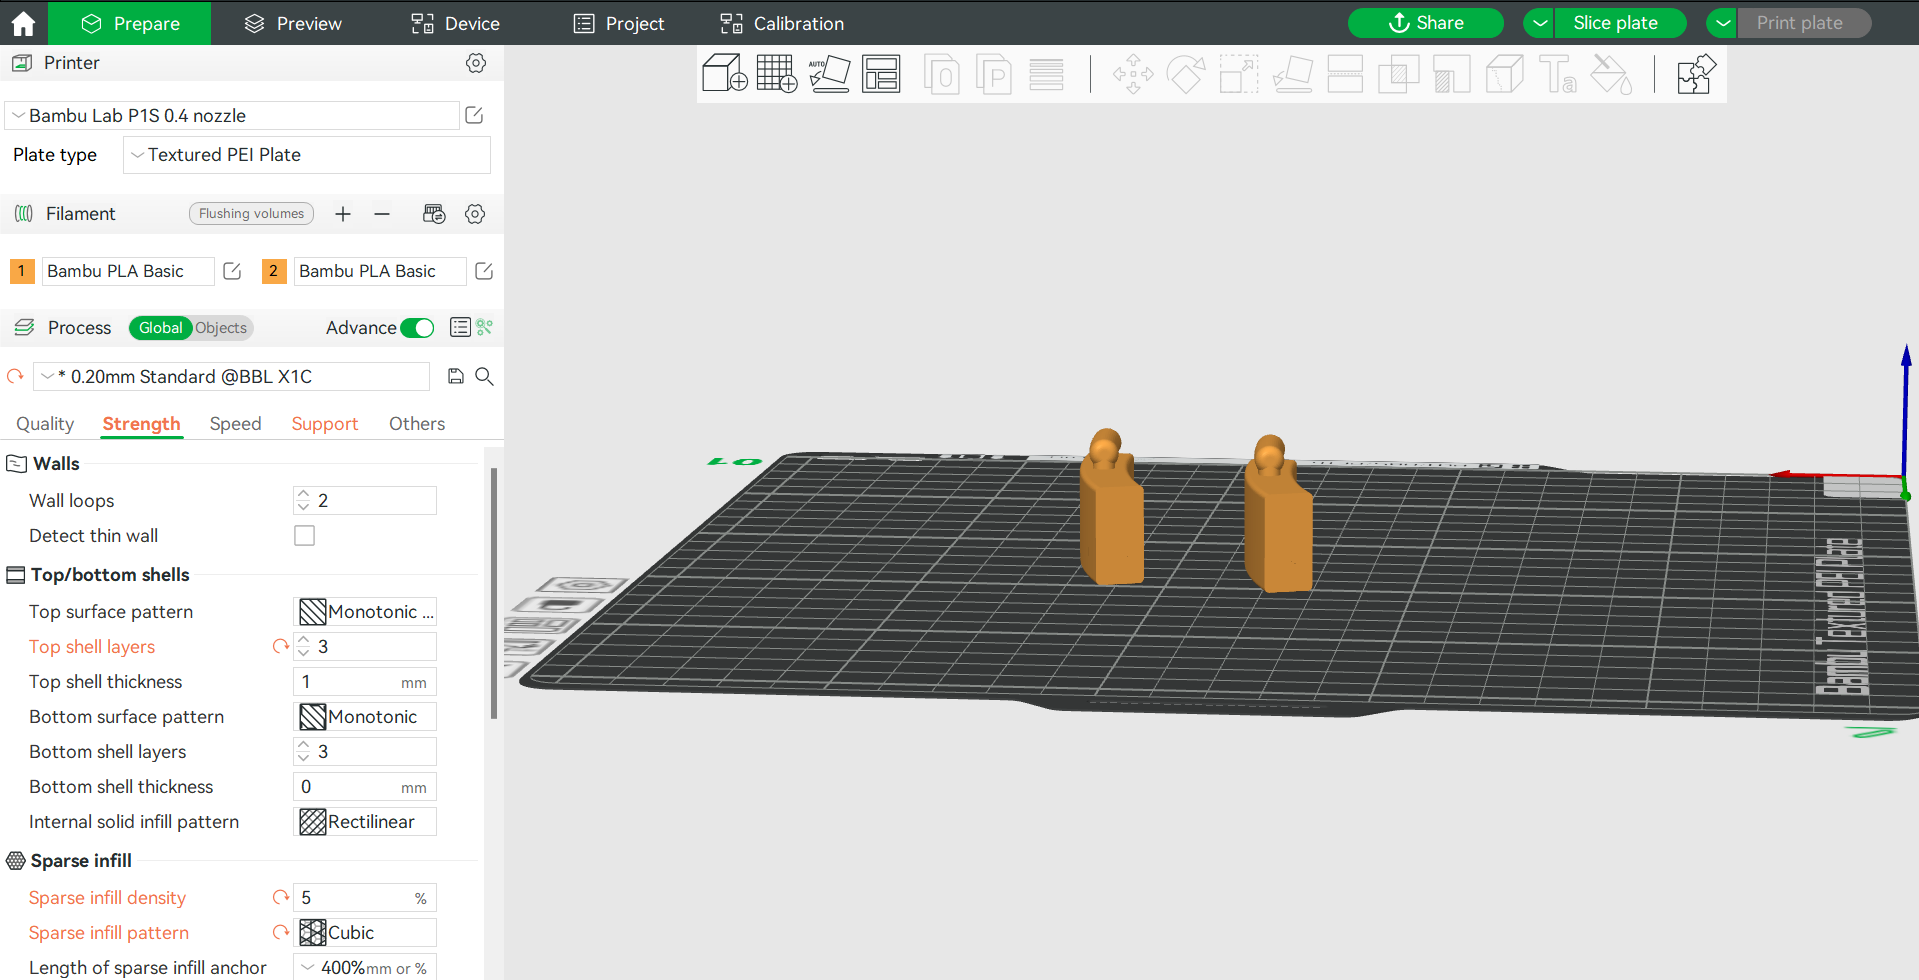 Prepare
Preview
Device
Project
Calibration
Share
Slice plate
Print plate
Printer
Bambu Lab P1S 0.4 nozzle
Plate type
Textured PEI Plate
Filament
Flushing volumes
1
Bambu PLA Basic
2
Bambu PLA Basic
Process
Global
Objects
Advance
* 0.20mm Standard @BBL X1C
Quality
Strength
Speed
Support
Others
Walls
Wall loops
2
Detect thin wall
Top/bottom shells
Top surface pattern
Monotonic ...
Top shell layers
3
Top shell thickness
1 mm
Bottom surface pattern
Monotonic
Bottom shell layers
3
Bottom shell thickness
0 mm
Internal solid infill pattern
Rectilinear
Sparse infill
Sparse infill density
5 %
Sparse infill pattern
Cubic
Length of sparse infill anchor
400% mm or %
AUTO
O
P
Ta
01
Bambu Textured PEI Plate